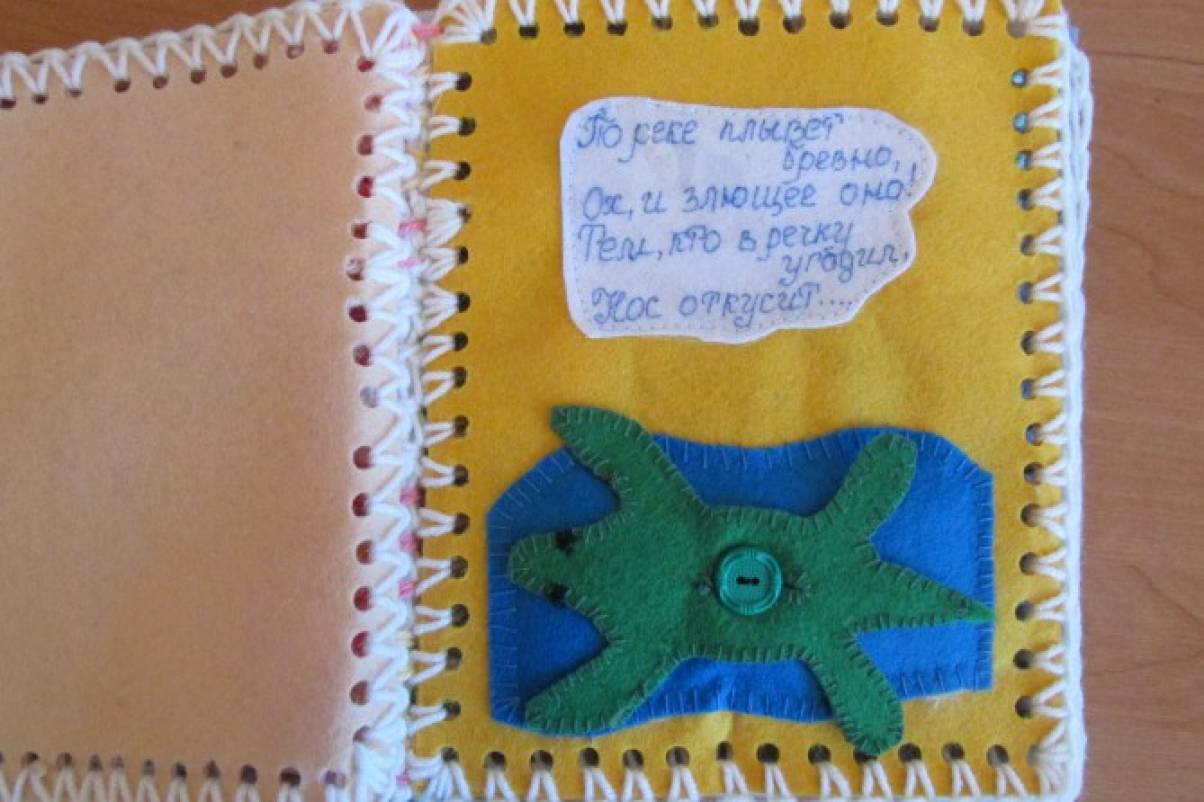 По реке плывет
бревно,
Ох, и злющее оно!
Тем, кто в речку
угодил,
Нос откусит....